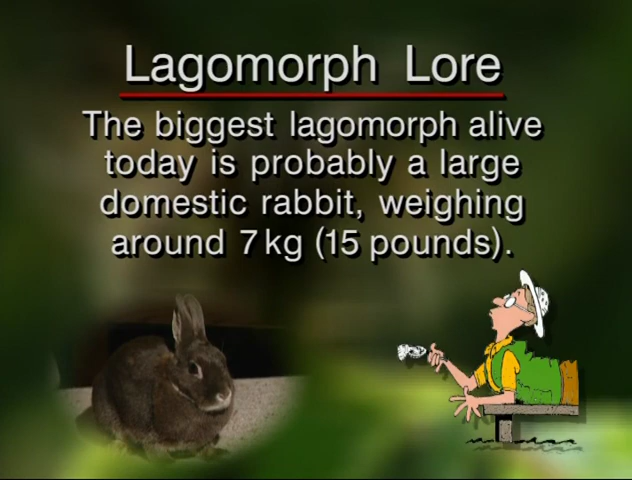 Lagomorph Lore
The biggest lagomorph alive
today is probably a large
domestic rabbit, weighing
around 7 kg (15 pounds).